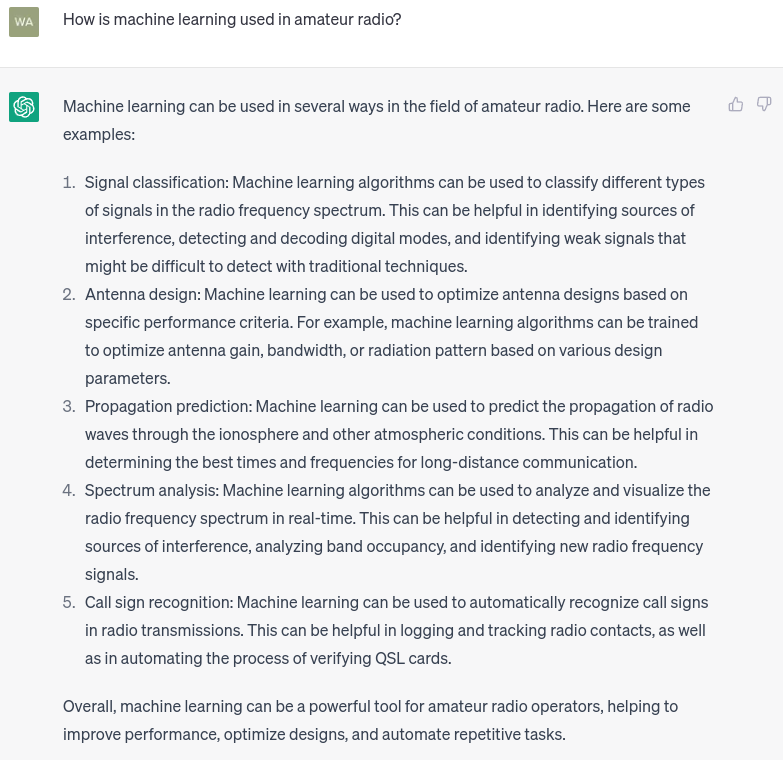 WA
How is machine learning used in amateur radio?
Machine learning can be used in several ways in the field of amateur radio. Here are some
examples:
1. Signal classification: Machine learning algorithms can be used to classify different types
of signals in the radio frequency spectrum. This can be helpful in identifying sources of
interference, detecting and decoding digital modes, and identifying weak signals that
might be difficult to detect with traditional techniques.
2. Antenna design: Machine learning can be used to optimize antenna designs based on
specific performance criteria. For example, machine learning algorithms can be trained
to optimize antenna gain, bandwidth, or radiation pattern based on various design
parameters.
3. Propagation prediction: Machine learning can be used to predict the propagation of radio
waves through the ionosphere and other atmospheric conditions. This can be helpful in
determining the best times and frequencies for long-distance communication.
4. Spectrum analysis: Machine learning algorithms can be used to analyze and visualize the
radio frequency spectrum in real-time. This can be helpful in detecting and identifying
sources of interference, analyzing band occupancy, and identifying new radio frequency
signals.
5. Call sign recognition: Machine learning can be used to automatically recognize call signs
in radio transmissions. This can be helpful in logging and tracking radio contacts, as well
as in automating the process of verifying QSL cards.
Overall, machine learning can be a powerful tool for amateur radio operators, helping to
improve performance, optimize designs, and automate repetitive tasks.